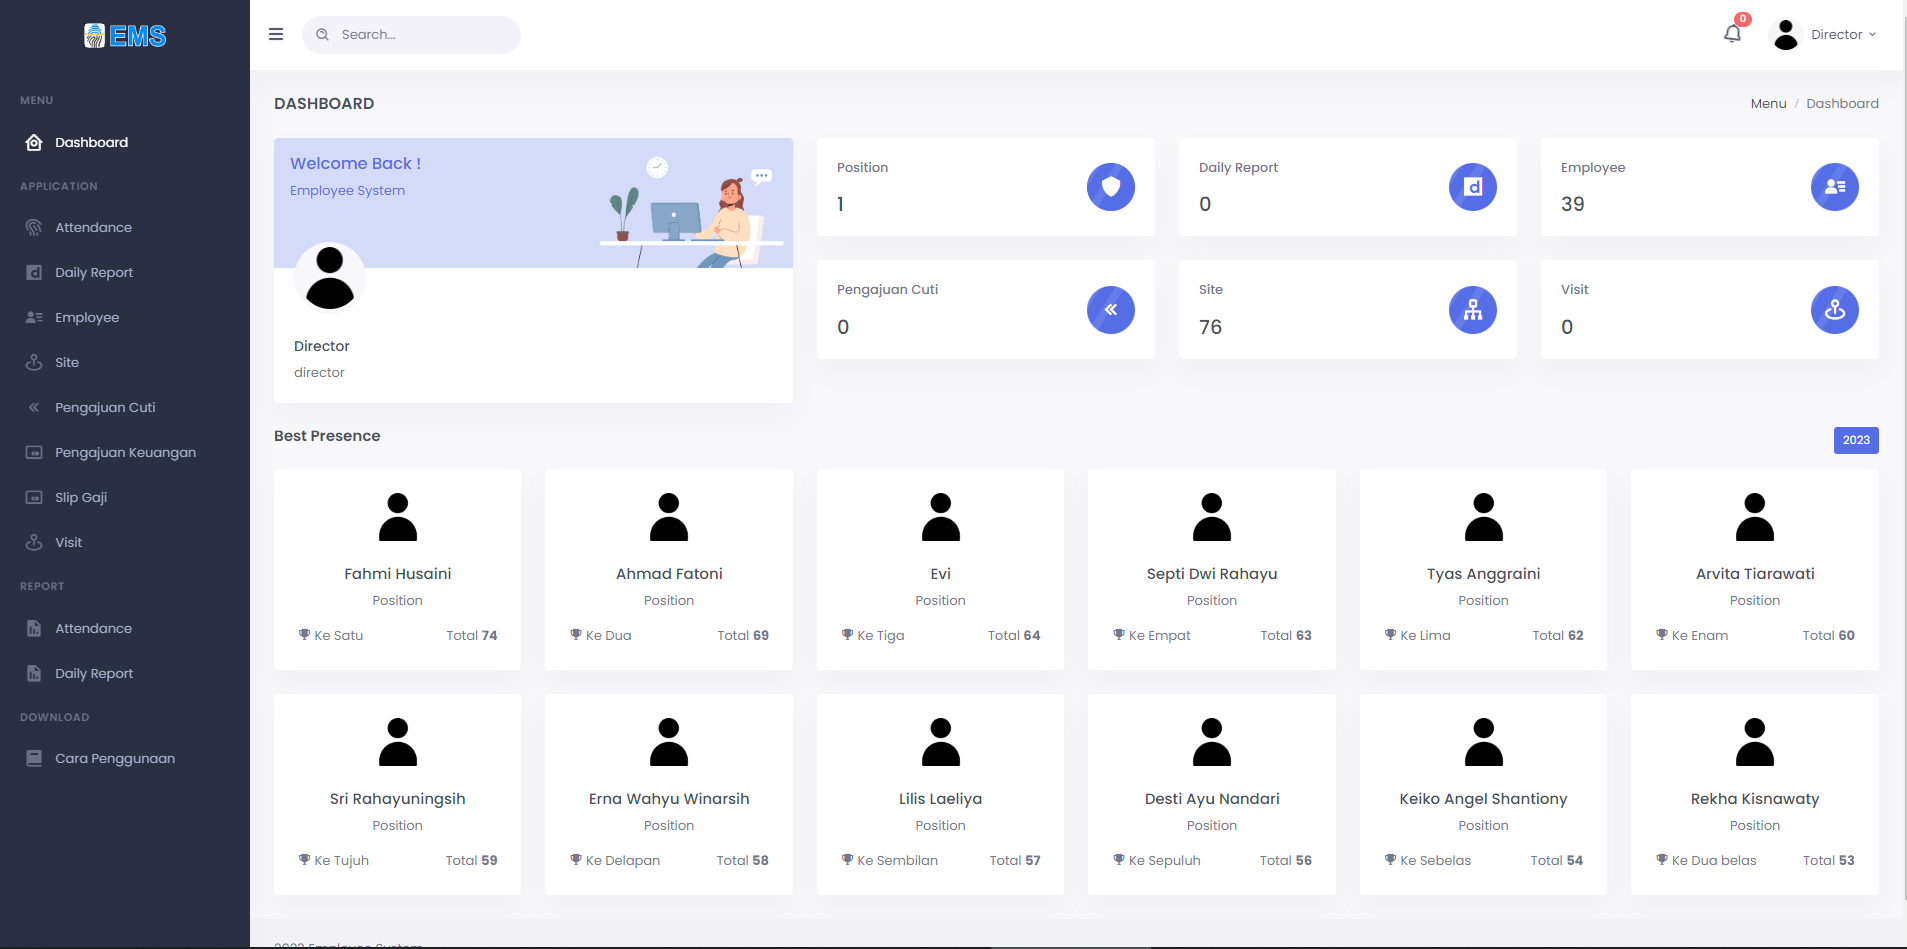 EMS
Search...
0
Director
MENU
Dashboard
APPLICATION
Attendance
Daily Report
Employee
Site
Pengajuan Cuti
Pengajuan Keuangan
Slip Gaji
Visit
REPORT
Attendance
Daily Report
DOWNLOAD
Cara Penggunaan
DASHBOARD
Menu / Dashboard
Welcome Back !
Employee System
Director
director
Position
1
Daily Report
0
Employee
39
Pengajuan Cuti
0
Site
76
Visit
0
Best Presence
2023
Fahmi Husaini
Position
Ke Satu Total 74
Ahmad Fatoni
Position
Ke Dua Total 69
Evi
Position
Ke Tiga Total 64
Septi Dwi Rahayu
Position
Ke Empat Total 63
Tyas Anggraini
Position
Ke Lima Total 62
Arvita Tiarawati
Position
Ke Enam Total 60
Sri Rahayuningsih
Position
Ke Tujuh Total 59
Erna Wahyu Winarsih
Position
Ke Delapan Total 58
Lilis Laeliya
Position
Ke Sembilan Total 57
Desti Ayu Nandari
Position
Ke Sepuluh Total 56
Keiko Angel Shantiony
Position
Ke Sebelas Total 54
Rekha Kisnawaty
Position
Ke Dua belas Total 53
2023 Employee System